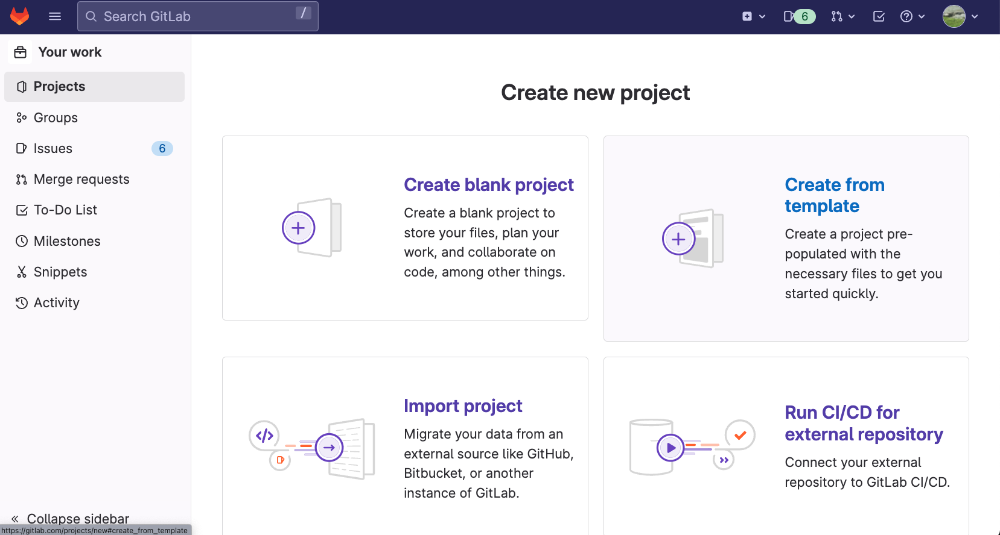 Search GitLab
/
6
Your work
Projects
Groups
Issues
6
Merge requests
To-Do List
Milestones
Snippets
Activity
Collapse sidebar
https://gitlab.com/projects/new#create_from_template
Create new project
Create blank project
Create a blank project to
store your files, plan your
work, and collaborate on
code, among other things.
Create from
template
Create a project pre-
populated with the
necessary files to get you
started quickly.
Import project
Migrate your data from an
external source like GitHub,
Bitbucket, or another
instance of GitLab.
Run CI/CD for
external repository
Connect your external
repository to GitLab CI/CD.